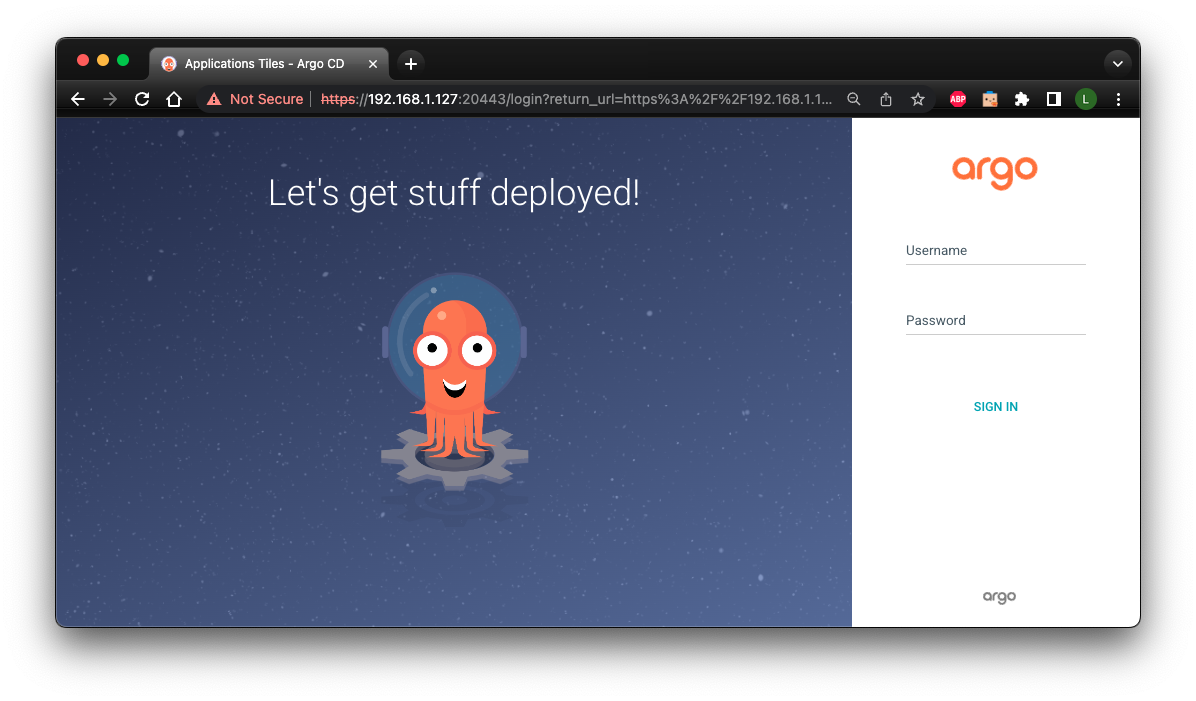 Applications Tiles - Argo CD
Not Secure
https://192.168.1.127:20443/login?return_url=https%3A%2F%2F192.168.1.1...
ABP
L
Let's get stuff deployed!
argo
Username
Password
SIGN IN
argo